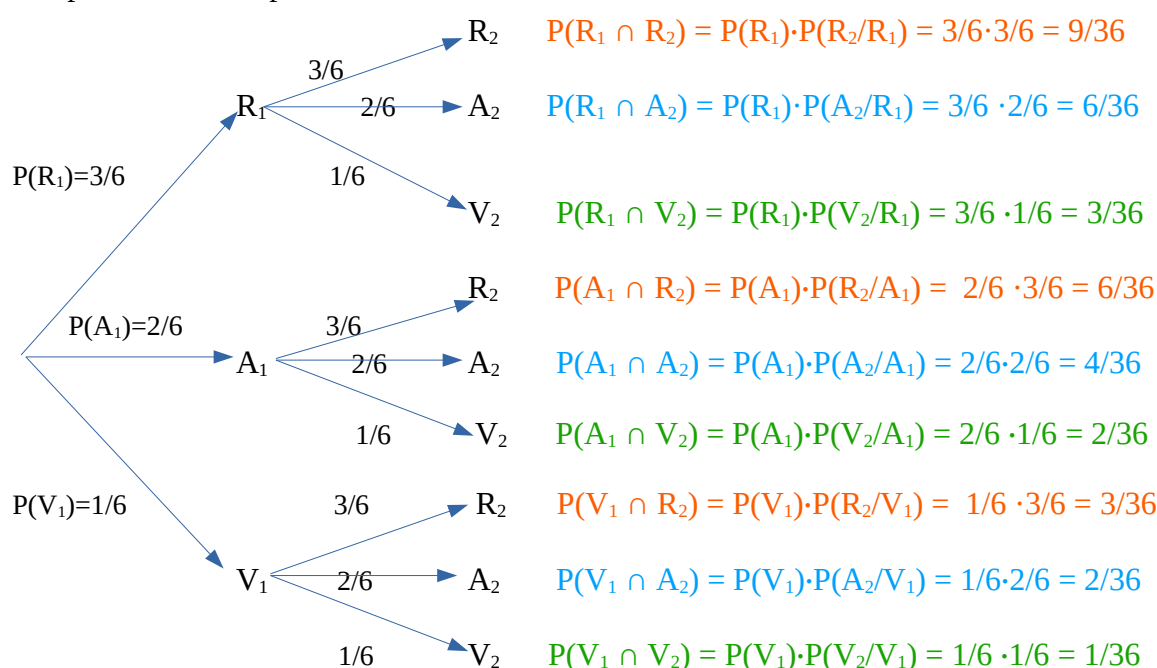 R₂ P(R₁ ∩ R₂) = P(R₁)·P(R₂/R₁) = 3/6·3/6 = 9/36
3/6
R₁ 2/6 A₂ P(R₁ ∩ A₂) = P(R₁)·P(A₂/R₁) = 3/6 ·2/6 = 6/36
P(R₁)=3/6 1/6
V₂ P(R₁ ∩ V₂) = P(R₁)·P(V₂/R₁) = 3/6 ·1/6 = 3/36
R₂ P(A₁ ∩ R₂) = P(A₁)·P(R₂/A₁) = 2/6 ·3/6 = 6/36
P(A₁)=2/6 3/6
A₁ 2/6 A₂ P(A₁ ∩ A₂) = P(A₁)·P(A₂/A₁) = 2/6·2/6 = 4/36
1/6 V₂ P(A₁ ∩ V₂) = P(A₁)·P(V₂/A₁) = 2/6 ·1/6 = 2/36
P(V₁)=1/6 3/6 R₂ P(V₁ ∩ R₂) = P(V₁)·P(R₂/V₁) = 1/6 ·3/6 = 3/36
V₁ 2/6 A₂ P(V₁ ∩ A₂) = P(V₁)·P(A₂/V₁) = 1/6·2/6 = 2/36
1/6 V₂ P(V₁ ∩ V₂) = P(V₁)·P(V₂/V₁) = 1/6 ·1/6 = 1/36